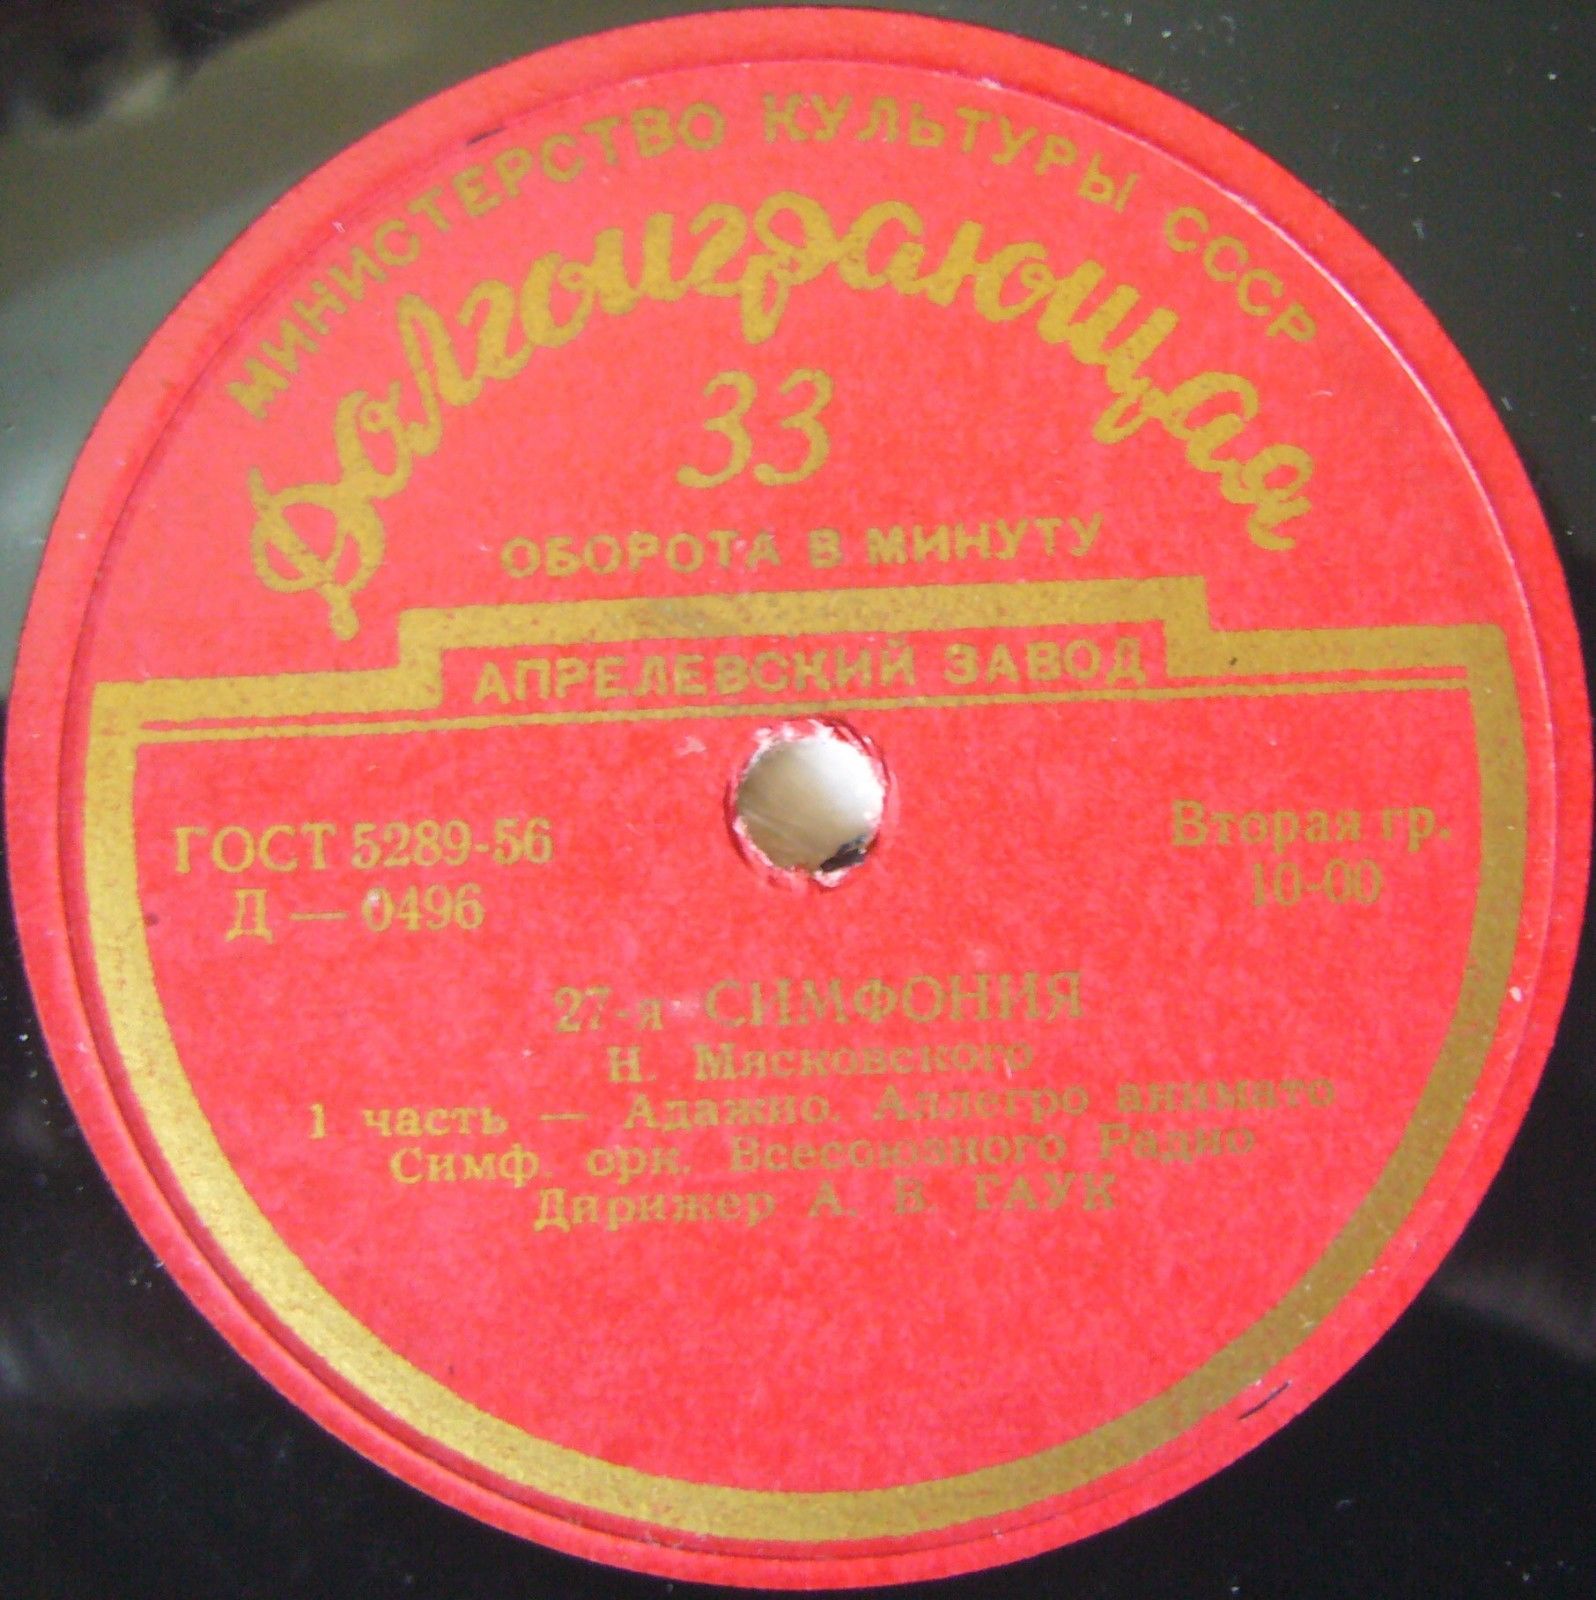 МИНИСТЕРСТВО КУЛЬТУРЫ СССР
Долгоиграющая
33
ОБОРОТА В МИНУТУ
АПРЕЛЕВСКИЙ ЗАВОД
ГОСТ 5289-56
Д — 0496
Вторая гр.
10-00
27-я СИМФОНИЯ
Н. Мясковского
1 часть — Адажио. Аллегро анимато
Симф. орк. Всесоюзного Радио
Дирижер А. В. ГАУК